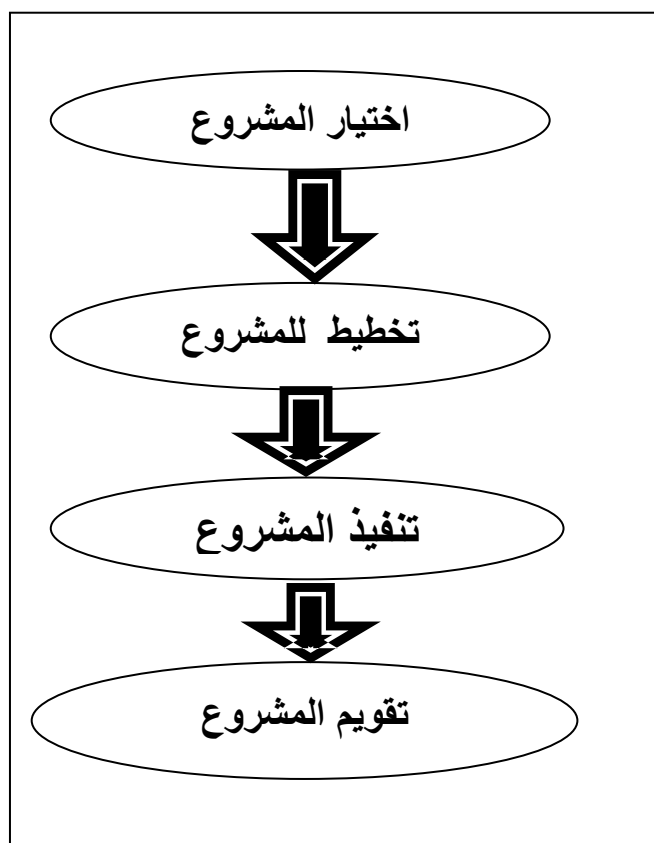 اختيار المشروع
تخطيط للمشروع
تنفيذ المشروع
تقويم المشروع